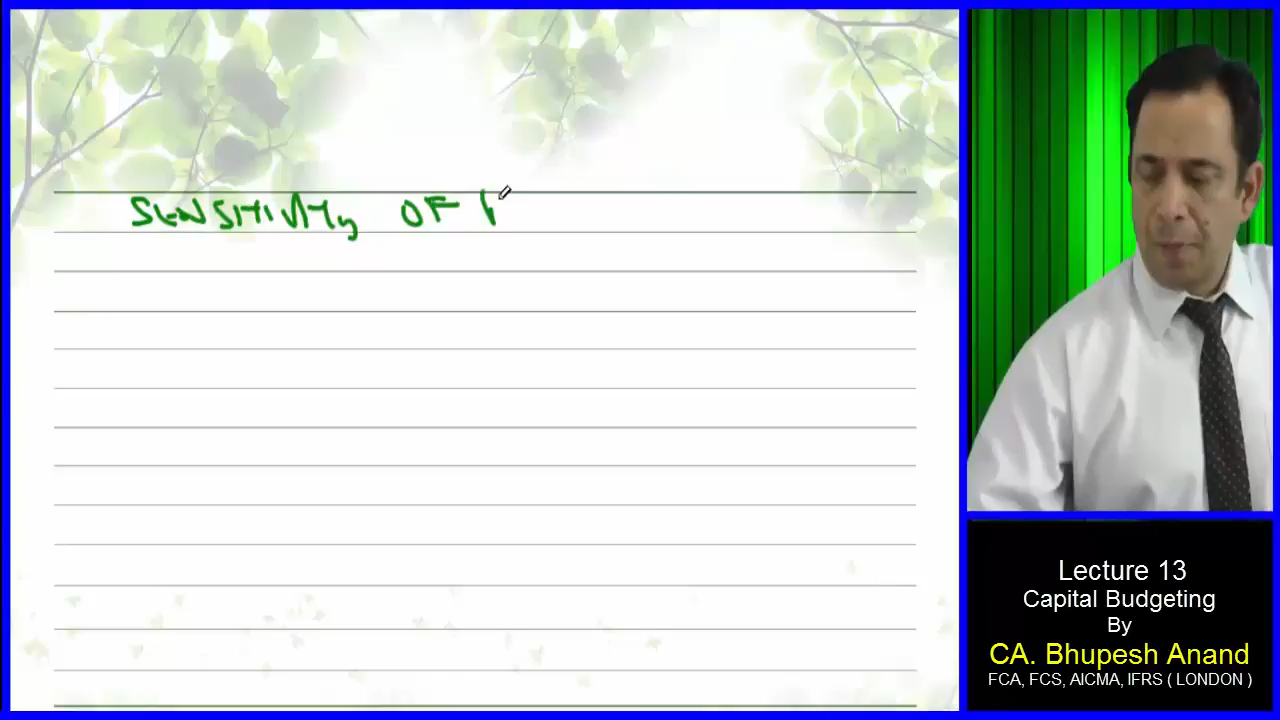 SENSITIVITY OF
Lecture 13
Capital Budgeting
By
CA. Bhupesh Anand
FCA, FCS, AICMA, IFRS ( LONDON )